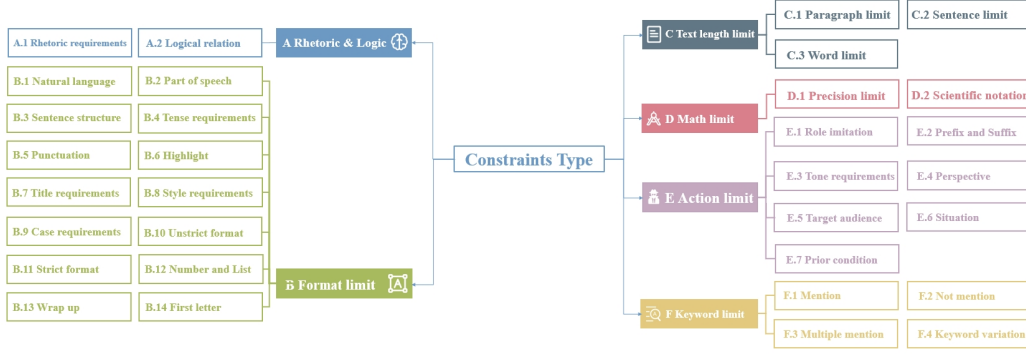 A.1 Rhetoric requirements
A.2 Logical relation
A Rhetoric & Logic
B.1 Natural language
B.2 Part of speech
B.3 Sentence structure
B.4 Tense requirements
B.5 Punctuation
B.6 Highlight
B.7 Title requirements
B.8 Style requirements
B.9 Case requirements
B.10 Unstrict format
B.11 Strict format
B.12 Number and List
B.13 Wrap up
B.14 First letter
B Format limit
Constraints Type
C Text length limit
C.1 Paragraph limit
C.2 Sentence limit
C.3 Word limit
D Math limit
D.1 Precision limit
D.2 Scientific notation
E Action limit
E.1 Role imitation
E.2 Prefix and Suffix
E.3 Tone requirements
E.4 Perspective
E.5 Target audience
E.6 Situation
E.7 Prior condition
F Keyword limit
F.1 Mention
F.2 Not mention
F.3 Multiple mention
F.4 Keyword variation